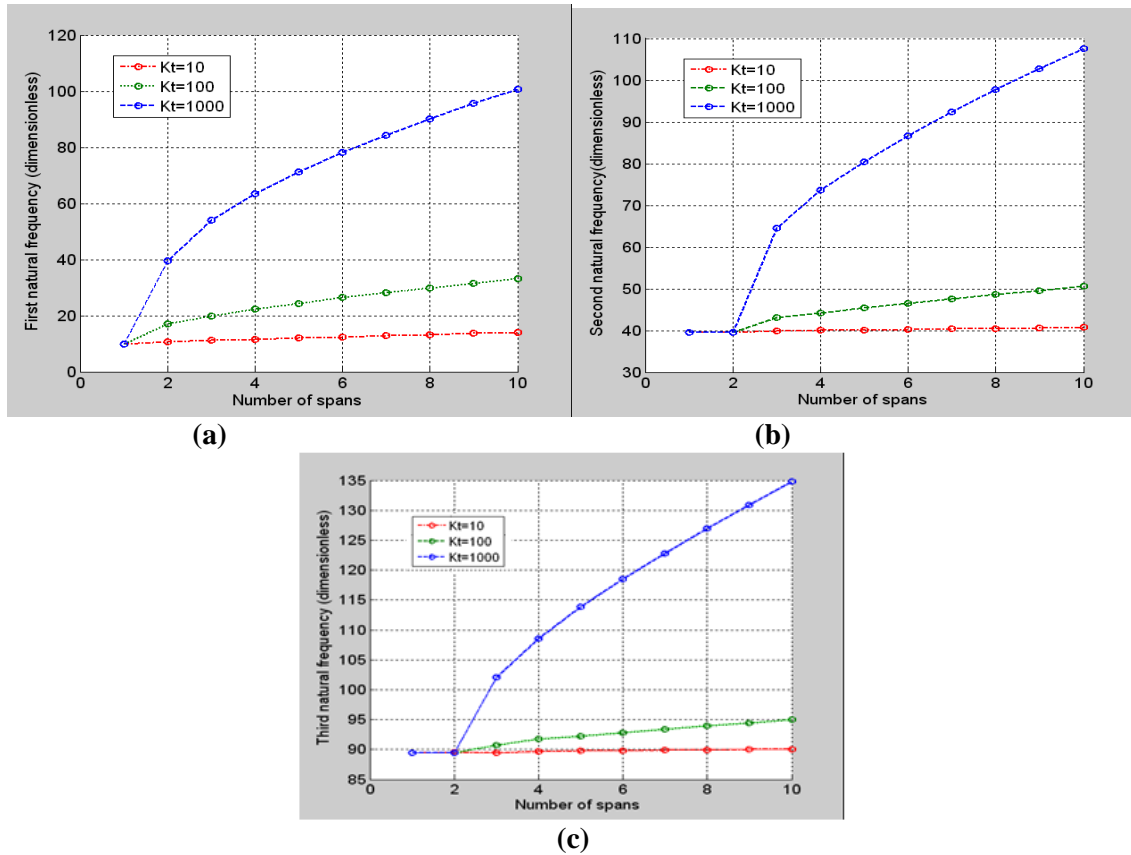 First natural frequency (dimensionless)
120
100
80
60
40
20
0
Kt=10
Kt=100
Kt=1000
0 2 4 6 8 10
Number of spans
(a)
Second natural frequency(dimensionless)
110
100
90
80
70
60
50
40
30
Kt=10
Kt=100
Kt=1000
0 2 4 6 8 10
Number of spans
(b)
Third natural frequency (dimensionless)
135
130
125
120
115
110
105
100
95
90
85
Kt=10
Kt=100
Kt=1000
0 2 4 6 8 10
Number of spans
(c)